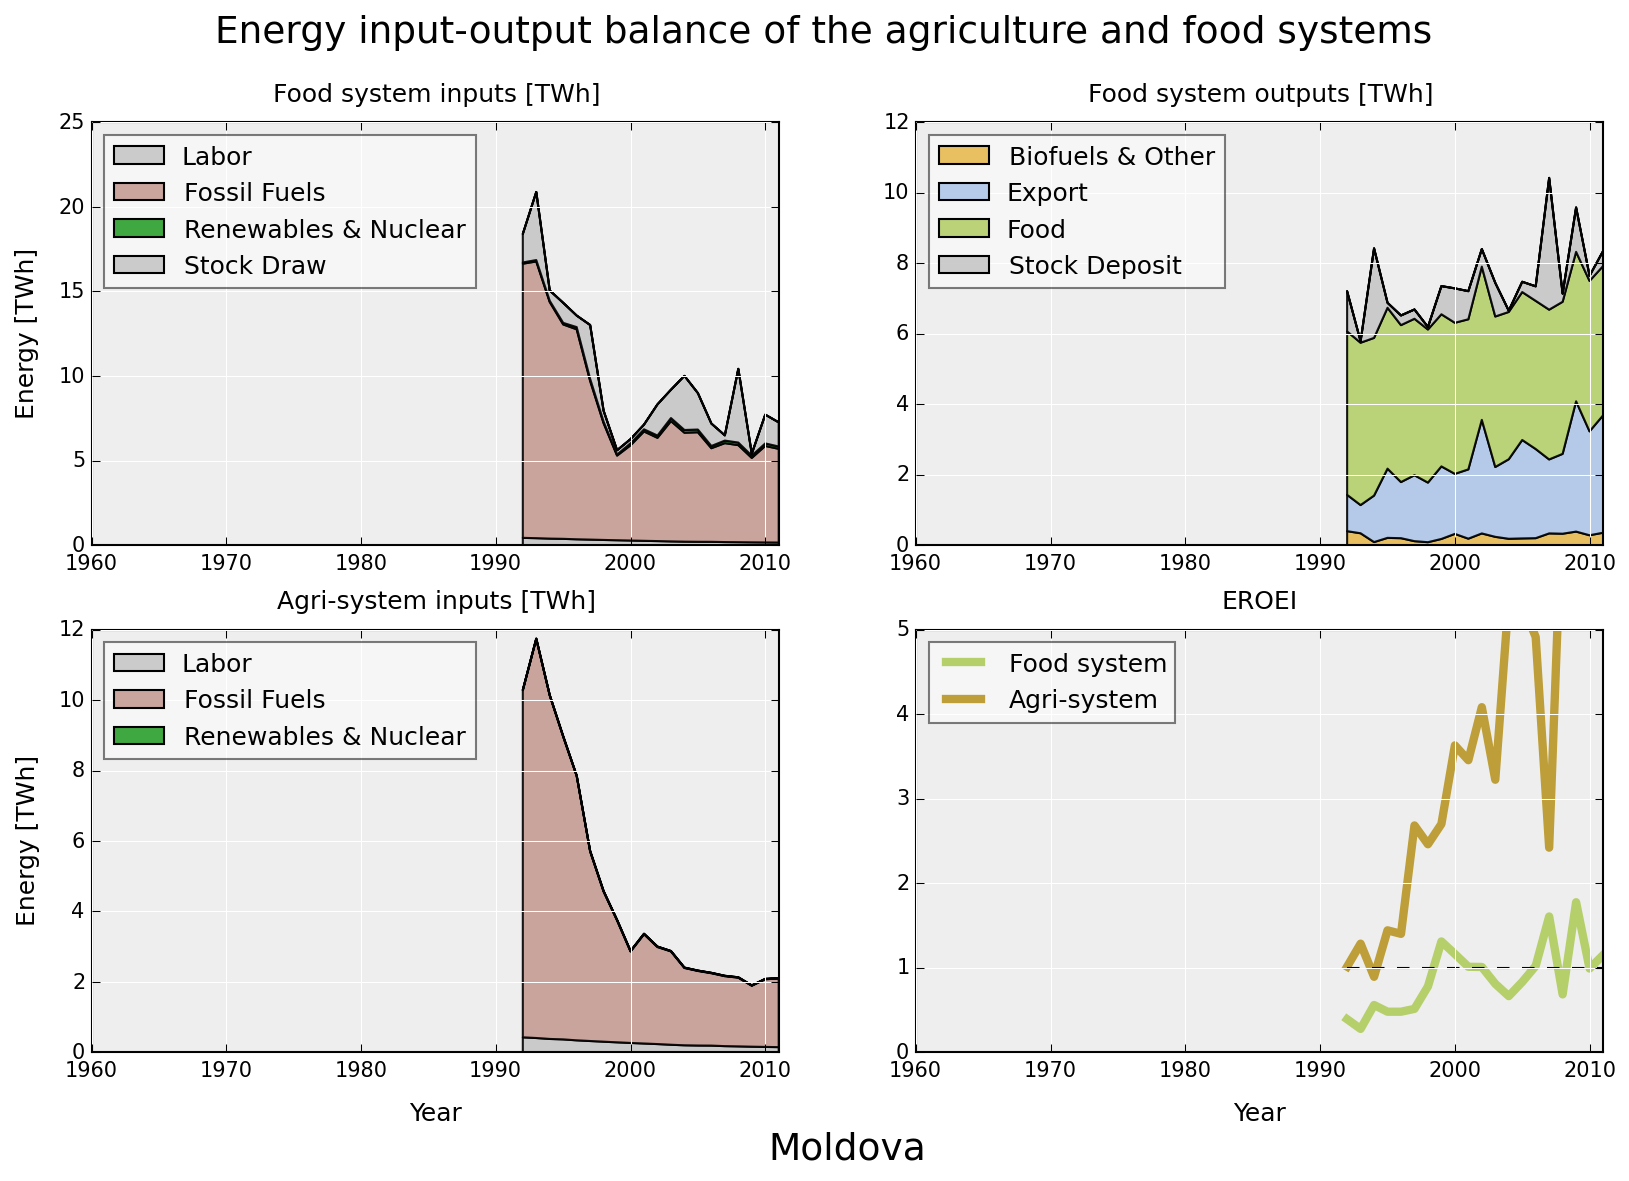 Energy input-output balance of the agriculture and food systems
Food system inputs [TWh]
Energy [TWh]
25
20
15
10
5
0
Labor
Fossil Fuels
Renewables & Nuclear
Stock Draw
1960 1970 1980 1990 2000 2010
Food system outputs [TWh]
12
10
8
6
4
2
0
Biofuels & Other
Export
Food
Stock Deposit
1960 1970 1980 1990 2000 2010
Agri-system inputs [TWh]
Energy [TWh]
12
10
8
6
4
2
0
Labor
Fossil Fuels
Renewables & Nuclear
1960 1970 1980 1990 2000 2010
Year
EROEI
5
4
3
2
1
0
Food system
Agri-system
1960 1970 1980 1990 2000 2010
Year
Moldova